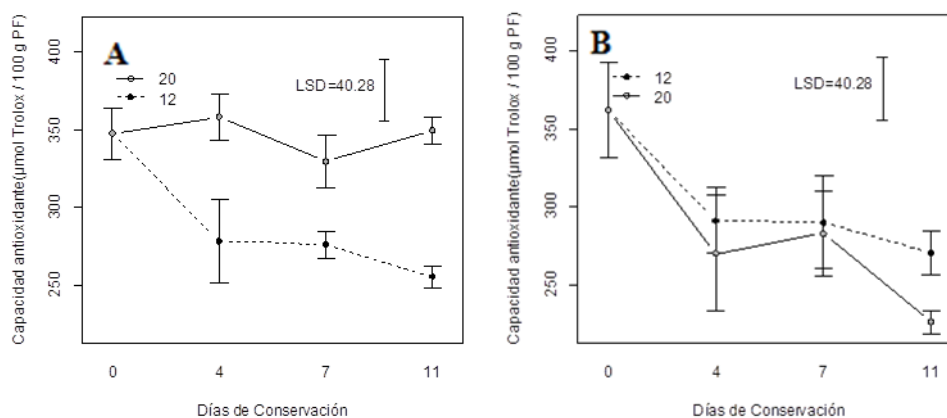 A
20
12
LSD=40.28
400
350
300
250
Capacidad antioxidante(µmol Trolox / 100 g PF)
0 4 7 11
Días de Conservación
B
12
20
LSD=40.28
400
350
300
250
Capacidad antioxidante(µmol Trolox / 100 g PF)
0 4 7 11
Días de Conservación